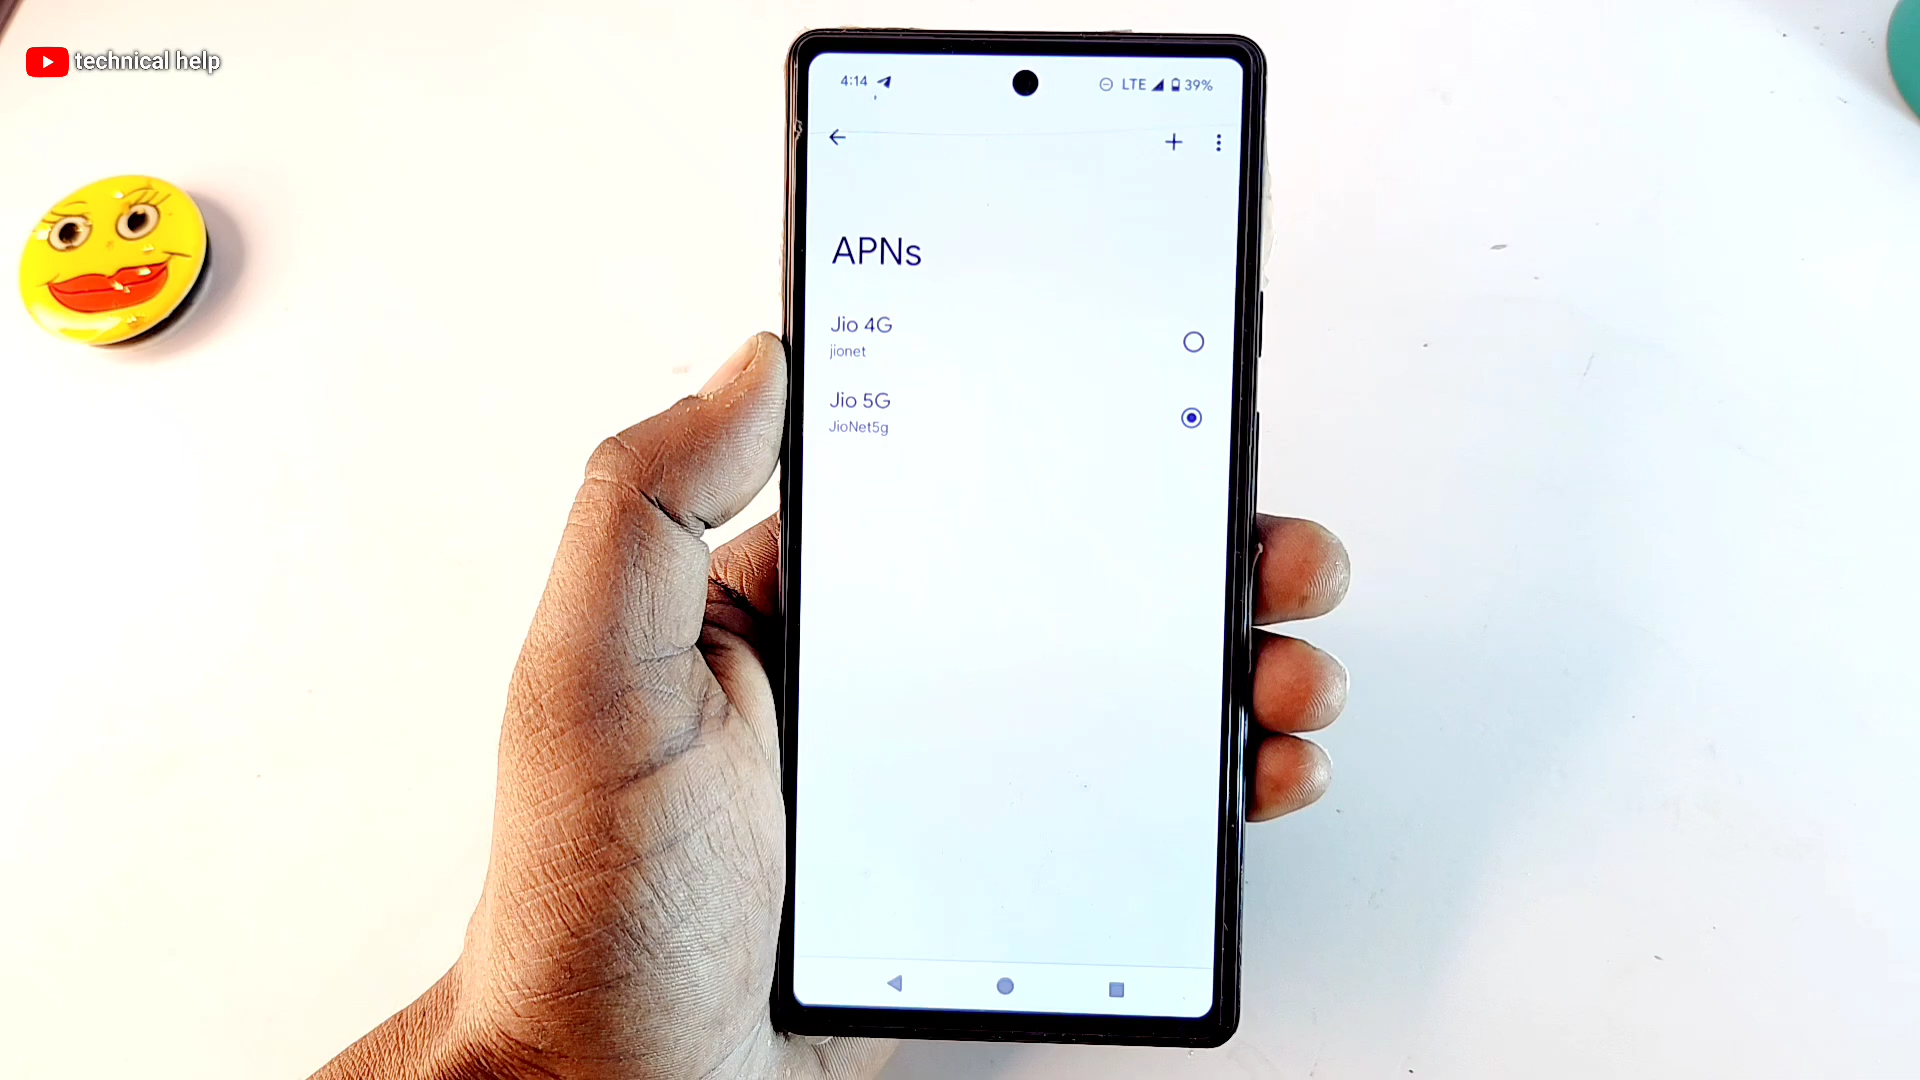 technical help
4:14
LTE 39%
APNs
Jio 4G
jionet
Jio 5G
JioNet5g